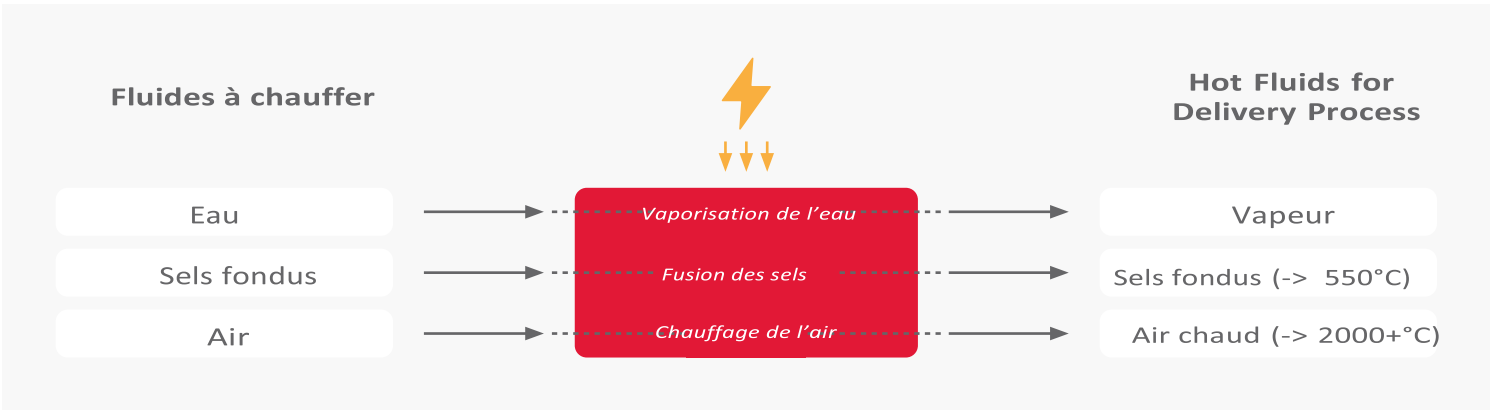 Fluides à chauffer
Hot Fluids for
Delivery Process
Eau
Vaporisation de l’eau
Vapeur
Sels fondus
Fusion des sels
Sels fondus (-> 550°C)
Air
Chauffage de l’air
Air chaud (-> 2000+°C)